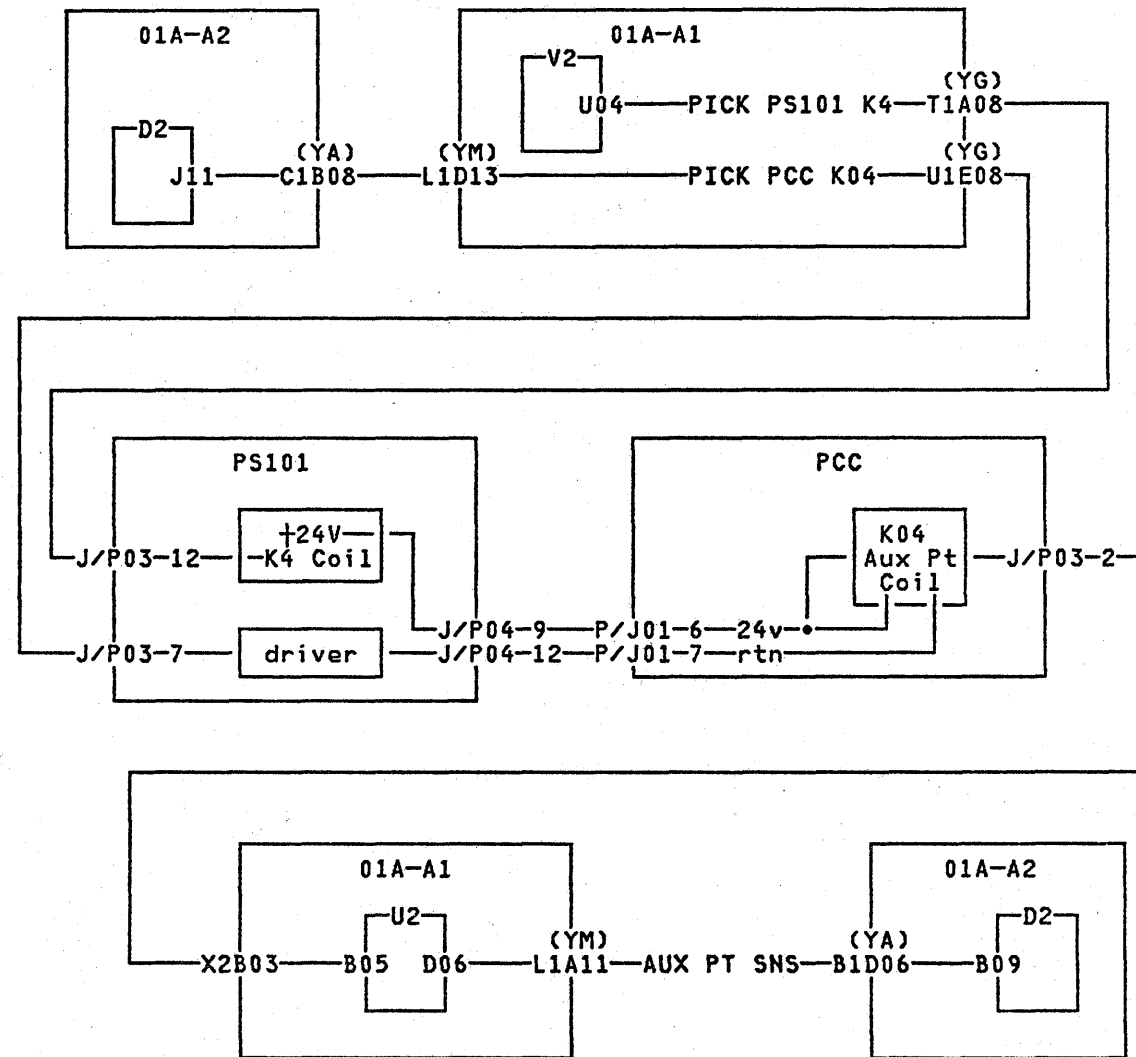 01A-A2 01A-A1
V2
(YG)
U04 PICK PS101 K4 T1A08
D2
(YA) (YM) (YG)
J11 C1B08 L1D13 PICK PCC K04 U1E08
PS101 PCC
+24V K04
J/P03-12 K4 Coil Aux Pt J/P03-2
Coil
J/P04-9 P/J01-6 24v
J/P03-7 driver J/P04-12 P/J01-7 rtn
01A-A1 01A-A2
U2 D2
(YM) (YA)
X2B03 B05 D06 L1A11 AUX PT SNS B1D06 B09